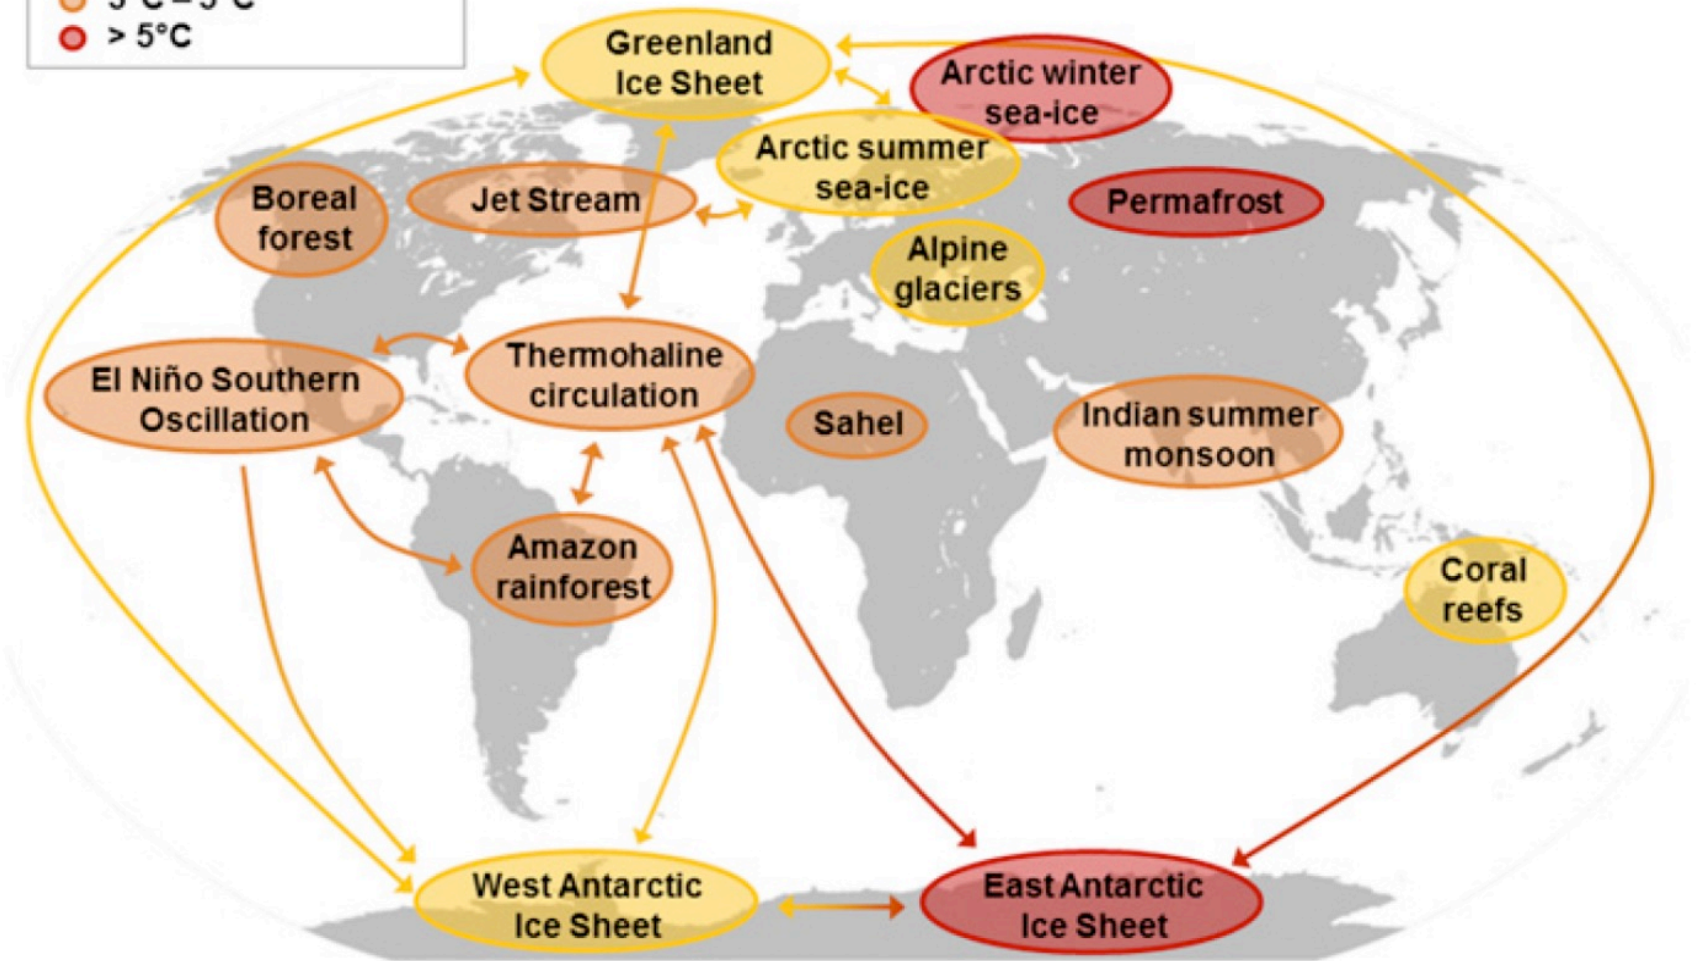 > 5°C
Greenland
Ice Sheet
Arctic winter
sea-ice
Arctic summer
sea-ice
Boreal
forest
Jet Stream
Permafrost
Alpine
glaciers
El Niño Southern
Oscillation
Thermohaline
circulation
Sahel
Indian summer
monsoon
Amazon
rainforest
Coral
reefs
West Antarctic
Ice Sheet
East Antarctic
Ice Sheet